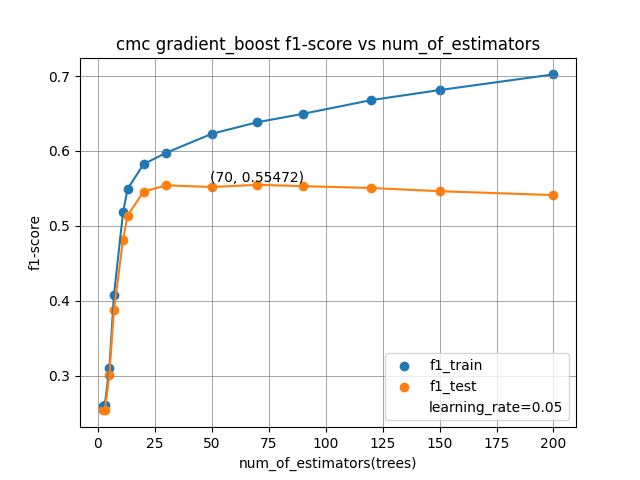 cmc gradient_boost f1-score vs num_of_estimators
0.7
0.6
0.5
0.4
0.3
f1-score
(70, 0.55472)
f1_train
f1_test
learning_rate=0.05
0 25 50 75 100 125 150 175 200
num_of_estimators(trees)